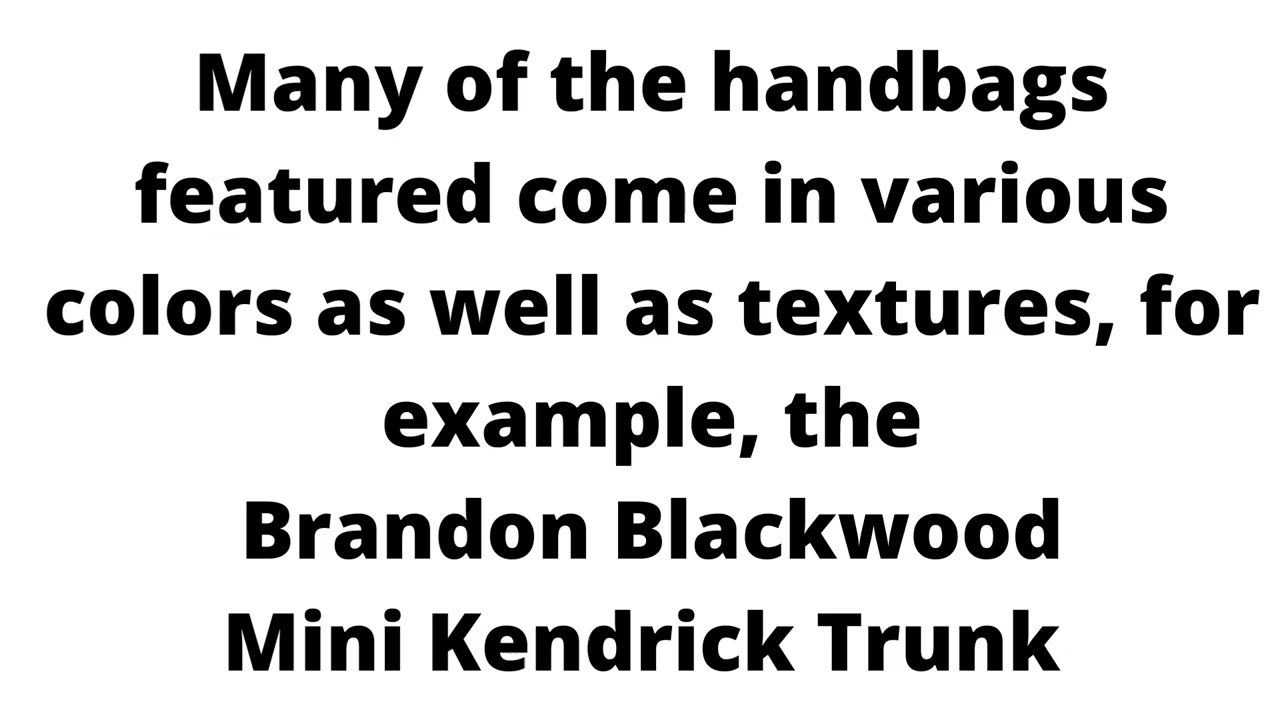 Many of the handbags
featured come in various
colors as well as textures, for
example, the
Brandon Blackwood
Mini Kendrick Trunk